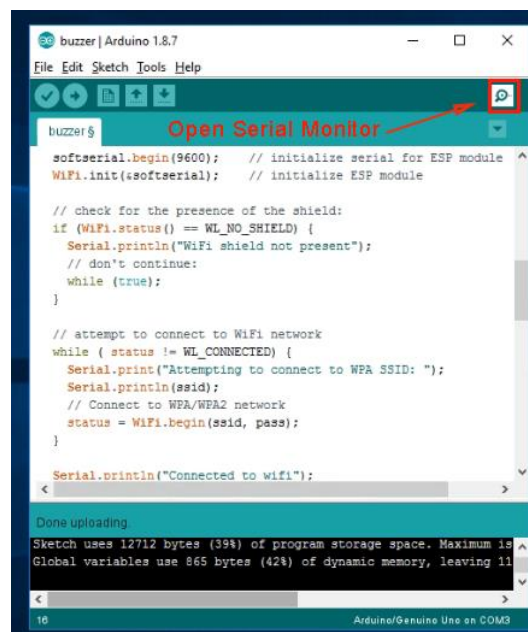 buzzer | Arduino 1.8.7
File Edit Sketch Tools Help
buzzer §
Open Serial Monitor
softserial.begin(9600);    // initialize serial for ESP module
WiFi.init(&softserial);    // initialize ESP module
// check for the presence of the shield:
if (WiFi.status() == WL_NO_SHIELD) {
Serial.println("WiFi shield not present");
// don't continue:
while (true);
}
// attempt to connect to WiFi network
while ( status != WL_CONNECTED) {
Serial.print("Attempting to connect to WPA SSID: ");
Serial.println(ssid);
// Connect to WPA/WPA2 network
status = WiFi.begin(ssid, pass);
}
Serial.println("Connected to wifi");
Done uploading.
Sketch uses 12712 bytes (39%) of program storage space. Maximum is
Global variables use 865 bytes (42%) of dynamic memory, leaving 11
16
Arduino/Genuino Uno on COM3